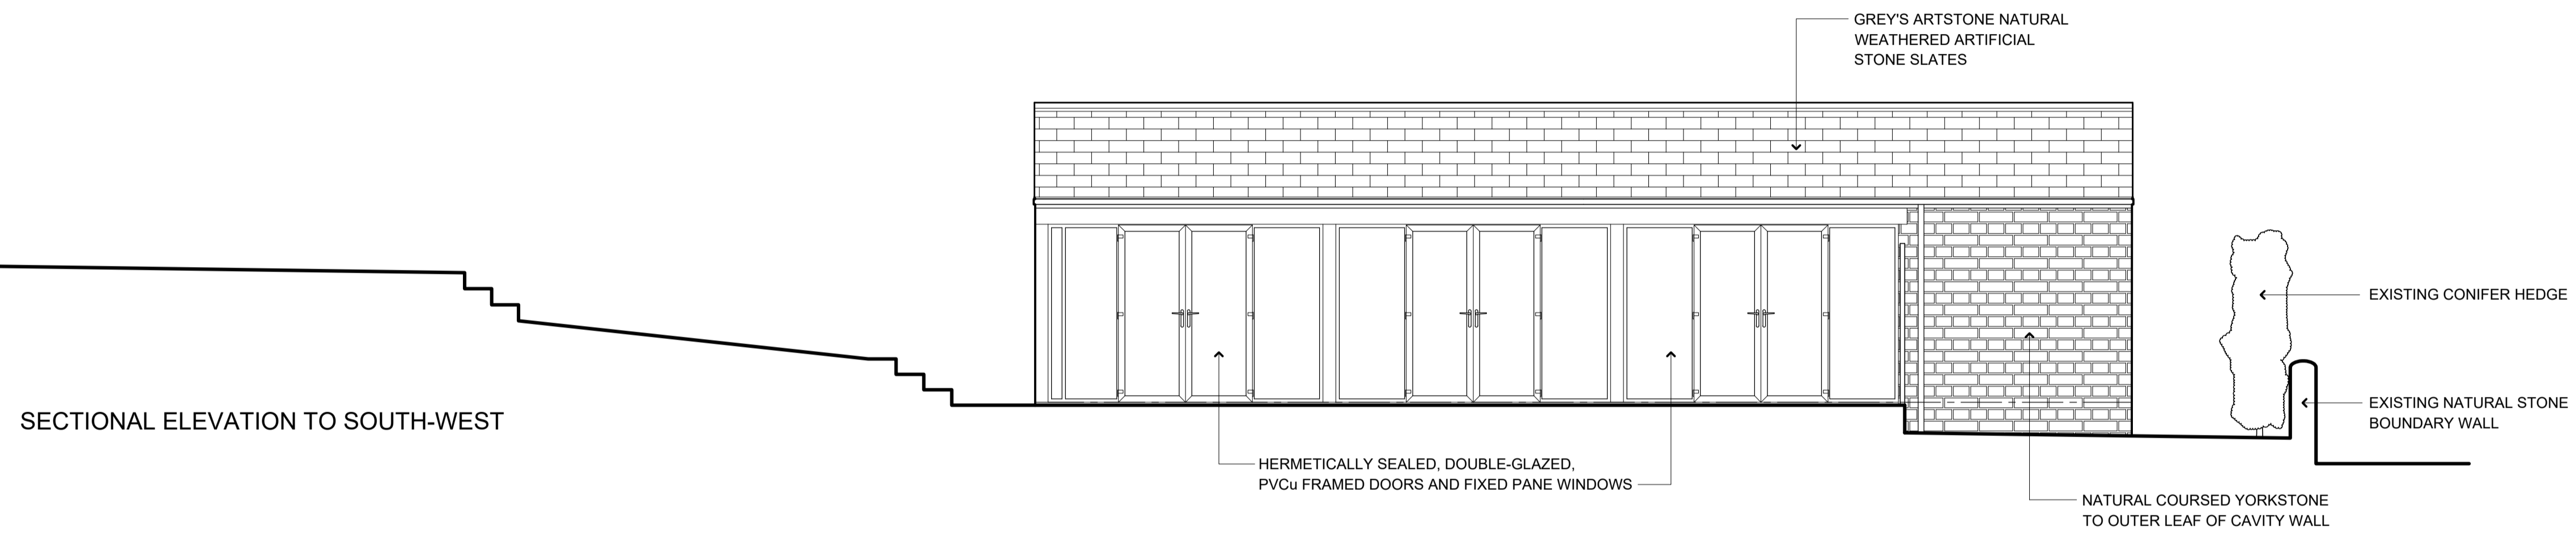 GREY'S ARTSTONE NATURAL
WEATHERED ARTIFICIAL
STONE SLATES
EXISTING CONIFER HEDGE
EXISTING NATURAL STONE
BOUNDARY WALL
SECTIONAL ELEVATION TO SOUTH-WEST
HERMETICALLY SEALED, DOUBLE-GLAZED,
PVCu FRAMED DOORS AND FIXED PANE WINDOWS
NATURAL COURSED YORKSTONE
TO OUTER LEAF OF CAVITY WALL